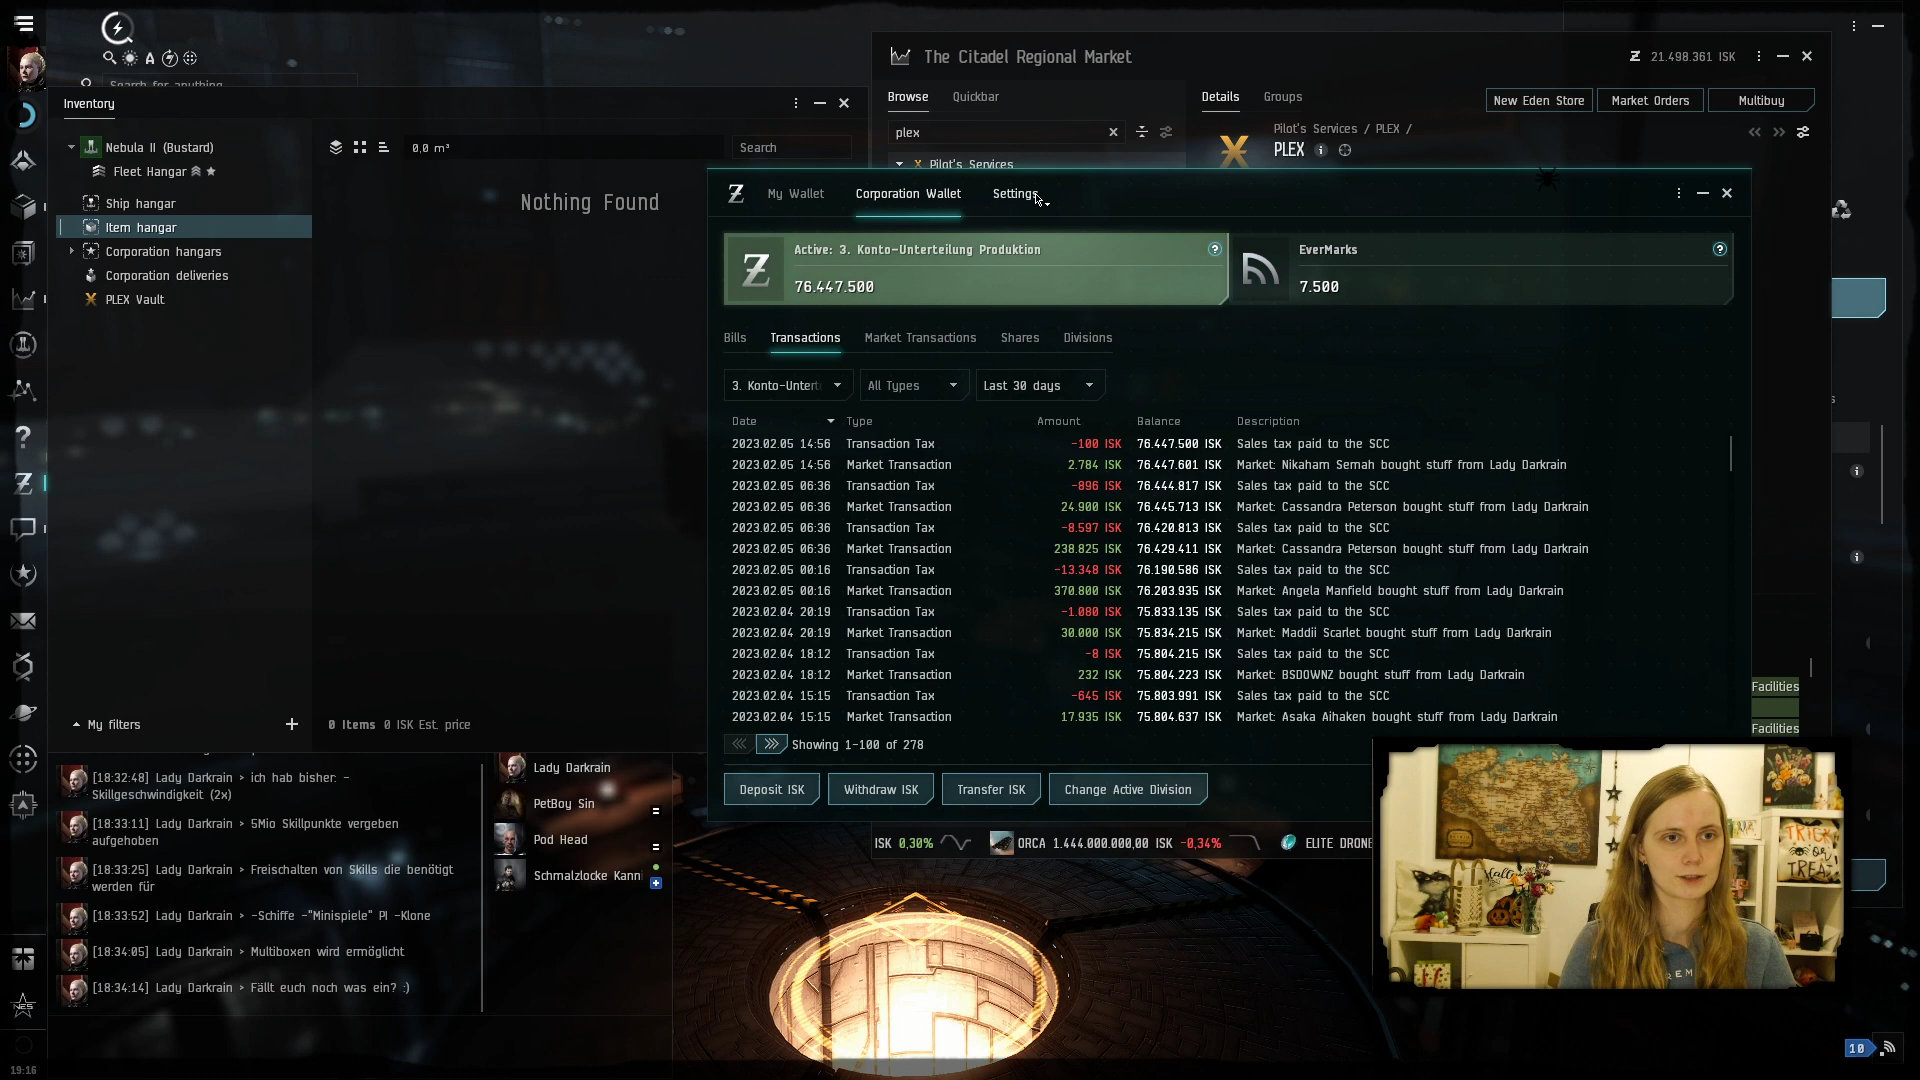 The Citadel Regional Market
21.498.361 ISK
Browse
Quickbar
Details
Groups
New Eden Store
Market Orders
Multibuy
plex
Pilot's Services / PLEX /
PLEX
Pilot's Services
Search for anything
Inventory
Nebula II (Bustard)
Fleet Hangar
Ship hangar
Item hangar
Corporation hangars
Corporation deliveries
PLEX Vault
0,0 m³
Search
Nothing Found
My filters
0 Items 0 ISK Est. price
My Wallet
Corporation Wallet
Settings
Active: 3. Konto-Unterteilung Produktion
76.447.500
EverMarks
7.500
Bills
Transactions
Market Transactions
Shares
Divisions
3. Konto-Untert
All Types
Last 30 days
Date Type Amount Balance Description
2023.02.05 14:56 Transaction Tax -100 ISK 76.447.500 ISK Sales tax paid to the SCC
2023.02.05 14:56 Market Transaction 2.784 ISK 76.447.601 ISK Market: Nikaham Semah bought stuff from Lady Darkrain
2023.02.05 06:36 Transaction Tax -896 ISK 76.444.817 ISK Sales tax paid to the SCC
2023.02.05 06:36 Market Transaction 24.900 ISK 76.445.713 ISK Market: Cassandra Peterson bought stuff from Lady Darkrain
2023.02.05 06:36 Transaction Tax -8.597 ISK 76.420.813 ISK Sales tax paid to the SCC
2023.02.05 06:36 Market Transaction 238.825 ISK 76.429.411 ISK Market: Cassandra Peterson bought stuff from Lady Darkrain
2023.02.05 00:16 Transaction Tax -13.348 ISK 76.190.586 ISK Sales tax paid to the SCC
2023.02.05 00:16 Market Transaction 370.800 ISK 76.203.935 ISK Market: Angela Manfield bought stuff from Lady Darkrain
2023.02.04 20:19 Transaction Tax -1.080 ISK 75.833.135 ISK Sales tax paid to the SCC
2023.02.04 20:19 Market Transaction 30.000 ISK 75.834.215 ISK Market: Maddii Scarlet bought stuff from Lady Darkrain
2023.02.04 18:12 Transaction Tax -8 ISK 75.804.215 ISK Sales tax paid to the SCC
2023.02.04 18:12 Market Transaction 232 ISK 75.804.223 ISK Market: BSDOWNZ bought stuff from Lady Darkrain
2023.02.04 15:15 Transaction Tax -645 ISK 75.803.991 ISK Sales tax paid to the SCC
2023.02.04 15:15 Market Transaction 17.935 ISK 75.804.637 ISK Market: Asaka Aihaken bought stuff from Lady Darkrain
Showing 1-100 of 278
Deposit ISK
Withdraw ISK
Transfer ISK
Change Active Division
Facilities
Facilities
ISK 0,30%
ORCA 1.444.000.000,00 ISK -0,34%
ELITE DRONE
[18:32:48] Lady Darkrain > ich hab bisher: -
Skillgeschwindigkeit (2x)
[18:33:11] Lady Darkrain > 5Mio Skillpunkte vergeben
aufgehoben
[18:33:25] Lady Darkrain > Freischalten von Skills die benötigt
werden für
[18:33:52] Lady Darkrain > -Schiffe -"Minispiele" PI -Klone
[18:34:05] Lady Darkrain > Multiboxen wird ermöglicht
[18:34:14] Lady Darkrain > Fällt euch noch was ein? :)
Lady Darkrain
PetBoy Sin
Pod Head
Schmalzlocke Kanni
TRICK
OR
TREAT
10
19:16